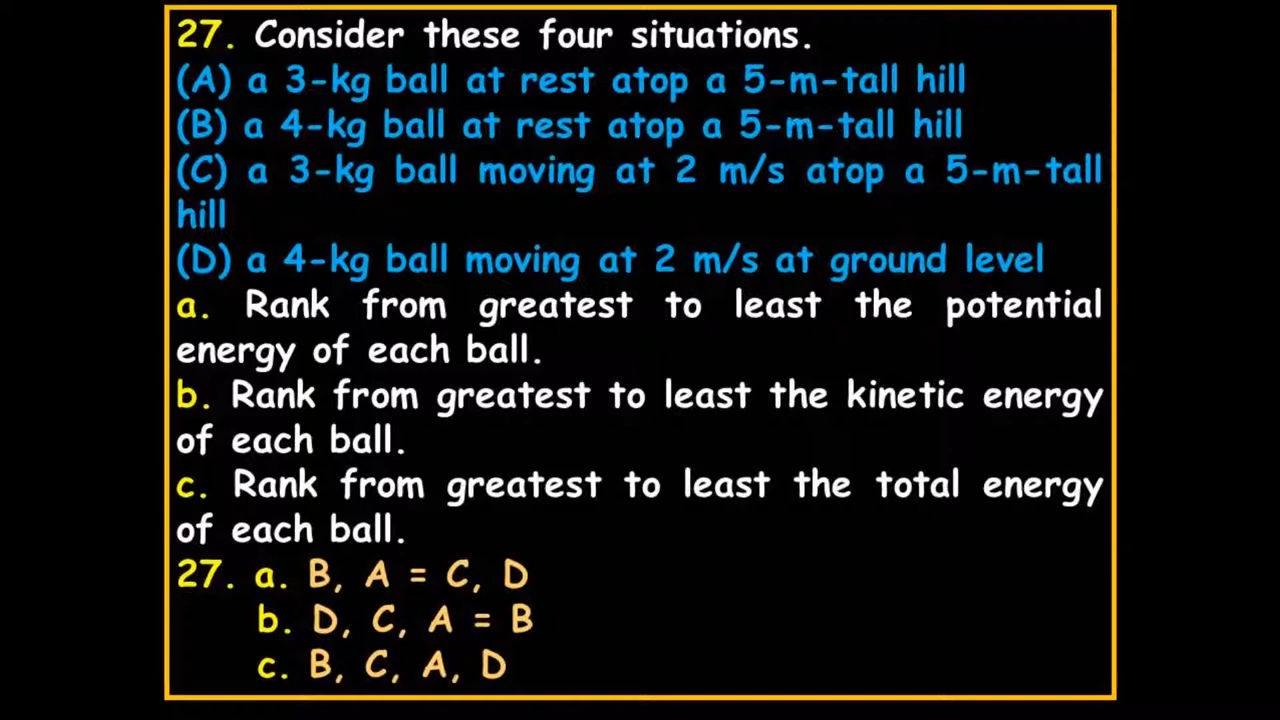 27. Consider these four situations.
(A) a 3-kg ball at rest atop a 5-m-tall hill
(B) a 4-kg ball at rest atop a 5-m-tall hill
(C) a 3-kg ball moving at 2 m/s atop a 5-m-tall
hill
(D) a 4-kg ball moving at 2 m/s at ground level
a. Rank from greatest to least the potential
energy of each ball.
b. Rank from greatest to least the kinetic energy
of each ball.
c. Rank from greatest to least the total energy
of each ball.
27. a. B, A = C, D
b. D, C, A = B
c. B, C, A, D